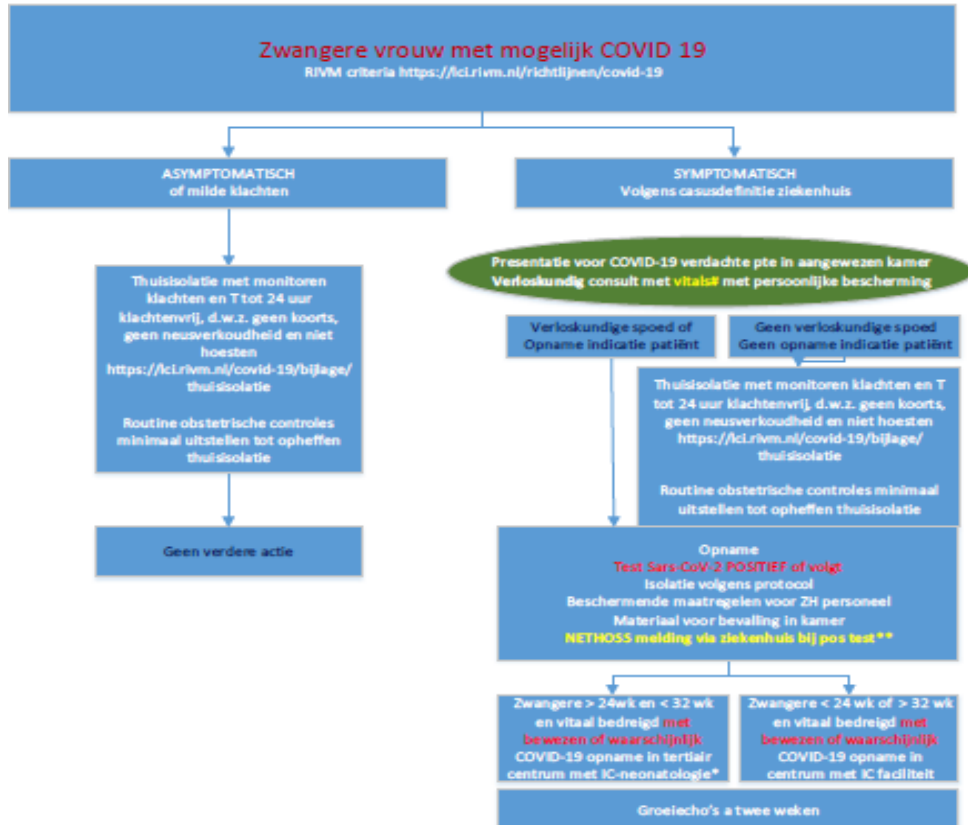 Zwangere vrouw met mogelijk COVID 19
RIVM criteria https://lci.rivm.nl/richtlijnen/covid-19
ASYMPTOMATISCH
of milde klachten
SYMPTOMATISCH
Volgens casusdefinitie ziekenhuis
Thuisisolatie met monitoren
klachten en T tot 24 uur
klachtenvrij, d.w.z. geen koorts,
geen neusverkoudheid en niet
hoesten
https://lci.rivm.nl/covid-19/bijlage/
thuisisolatie
Routine obstetrische controles
minimaal uitstellen tot opheffen
thuisisolatie
Geen verdere actie
Presentatie voor COVID-19 verdachte pte in aangewezen kamer
Verloskundig consult met vitals# met persoonlijke bescherming
Verloskundige spoed of
Opname indicatie patiënt
Geen verloskundige spoed
Geen opname indicatie patiënt
Thuisisolatie met monitoren klachten en T
tot 24 uur klachtenvrij, d.w.z. geen koorts,
geen neusverkoudheid en niet hoesten
https://lci.rivm.nl/covid-19/bijlage/
thuisisolatie
Routine obstetrische controles minimaal
uitstellen tot opheffen thuisisolatie
Opname
Test Sars-CoV-2 POSITIEF of volgt
Isolatie volgens protocol
Beschermende maatregelen voor ZH personeel
Materiaal voor bevalling in kamer
NETHOSS melding via ziekenhuis bij pos test**
Zwangere > 24wk en < 32 wk
en vitaal bedreigd met
bewezen of waarschijnlijk
COVID-19 opname in tertiair
centrum met IC-neonatologie*
Zwangere < 24 wk of > 32 wk
en vitaal bedreigd met
bewezen of waarschijnlijk
COVID-19 opname in
centrum met IC faciliteit
Groeiecho's a twee weken